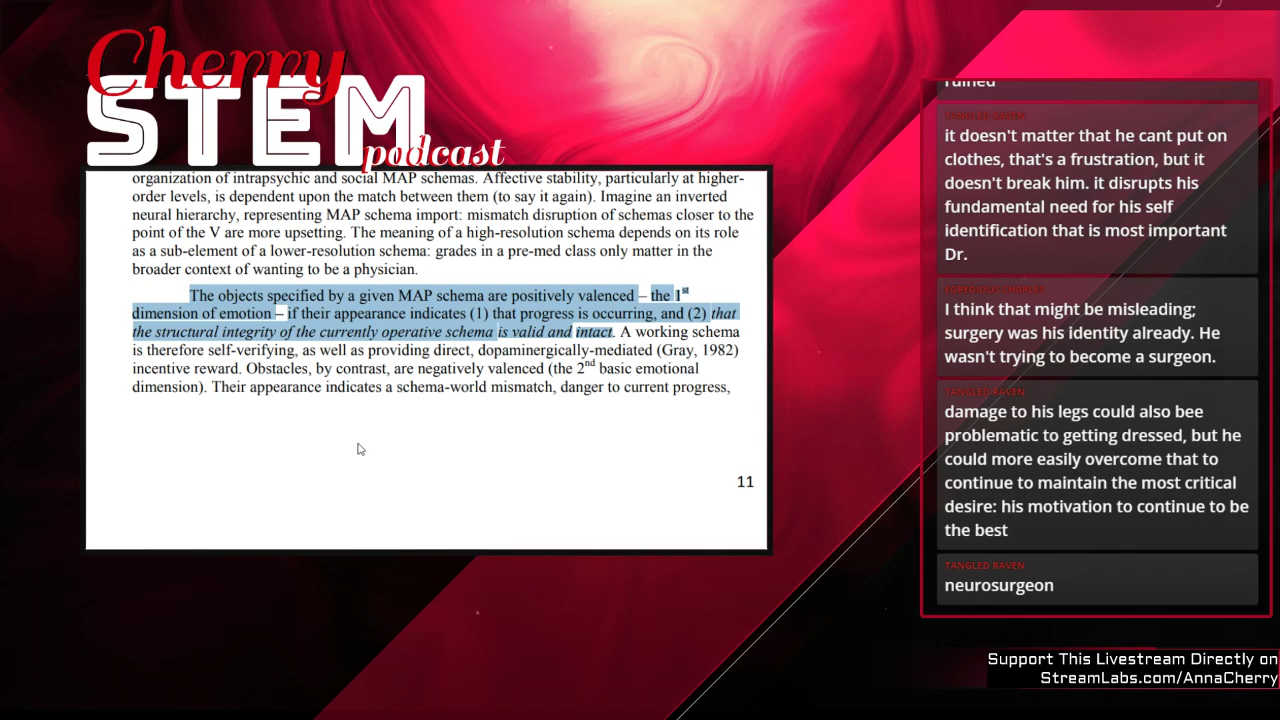 Cherry
STEM
podcast
organization of intrapsychic and social MAP schemas. Affective stability, particularly at higher-
order levels, is dependent upon the match between them (to say it again). Imagine an inverted
neural hierarchy, representing MAP schema import: mismatch disruption of schemas closer to the
point of the V are more upsetting. The meaning of a high-resolution schema depends on its role
as a sub-element of a lower-resolution schema: grades in a pre-med class only matter in the
broader context of wanting to be a physician.
The objects specified by a given MAP schema are positively valenced – the 1st
dimension of emotion – if their appearance indicates (1) that progress is occurring, and (2) that
the structural integrity of the currently operative schema is valid and intact. A working schema
is therefore self-verifying, as well as providing direct, dopaminergically-mediated (Gray, 1982)
incentive reward. Obstacles, by contrast, are negatively valenced (the 2nd basic emotional
dimension). Their appearance indicates a schema-world mismatch, danger to current progress,
11
ruined
TANGLED RAVEN
it doesn't matter that he cant put on
clothes, that's a frustration, but it
doesn't break him. it disrupts his
fundamental need for his self
identification that is most important
Dr.
EGREGIOUS CHARLES
I think that might be misleading;
surgery was his identity already. He
wasn't trying to become a surgeon.
TANGLED RAVEN
damage to his legs could also bee
problematic to getting dressed, but he
could more easily overcome that to
continue to maintain the most critical
desire: his motivation to continue to be
the best
TANGLED RAVEN
neurosurgeon
Support This Livestream Directly on
StreamLabs.com/AnnaCherry